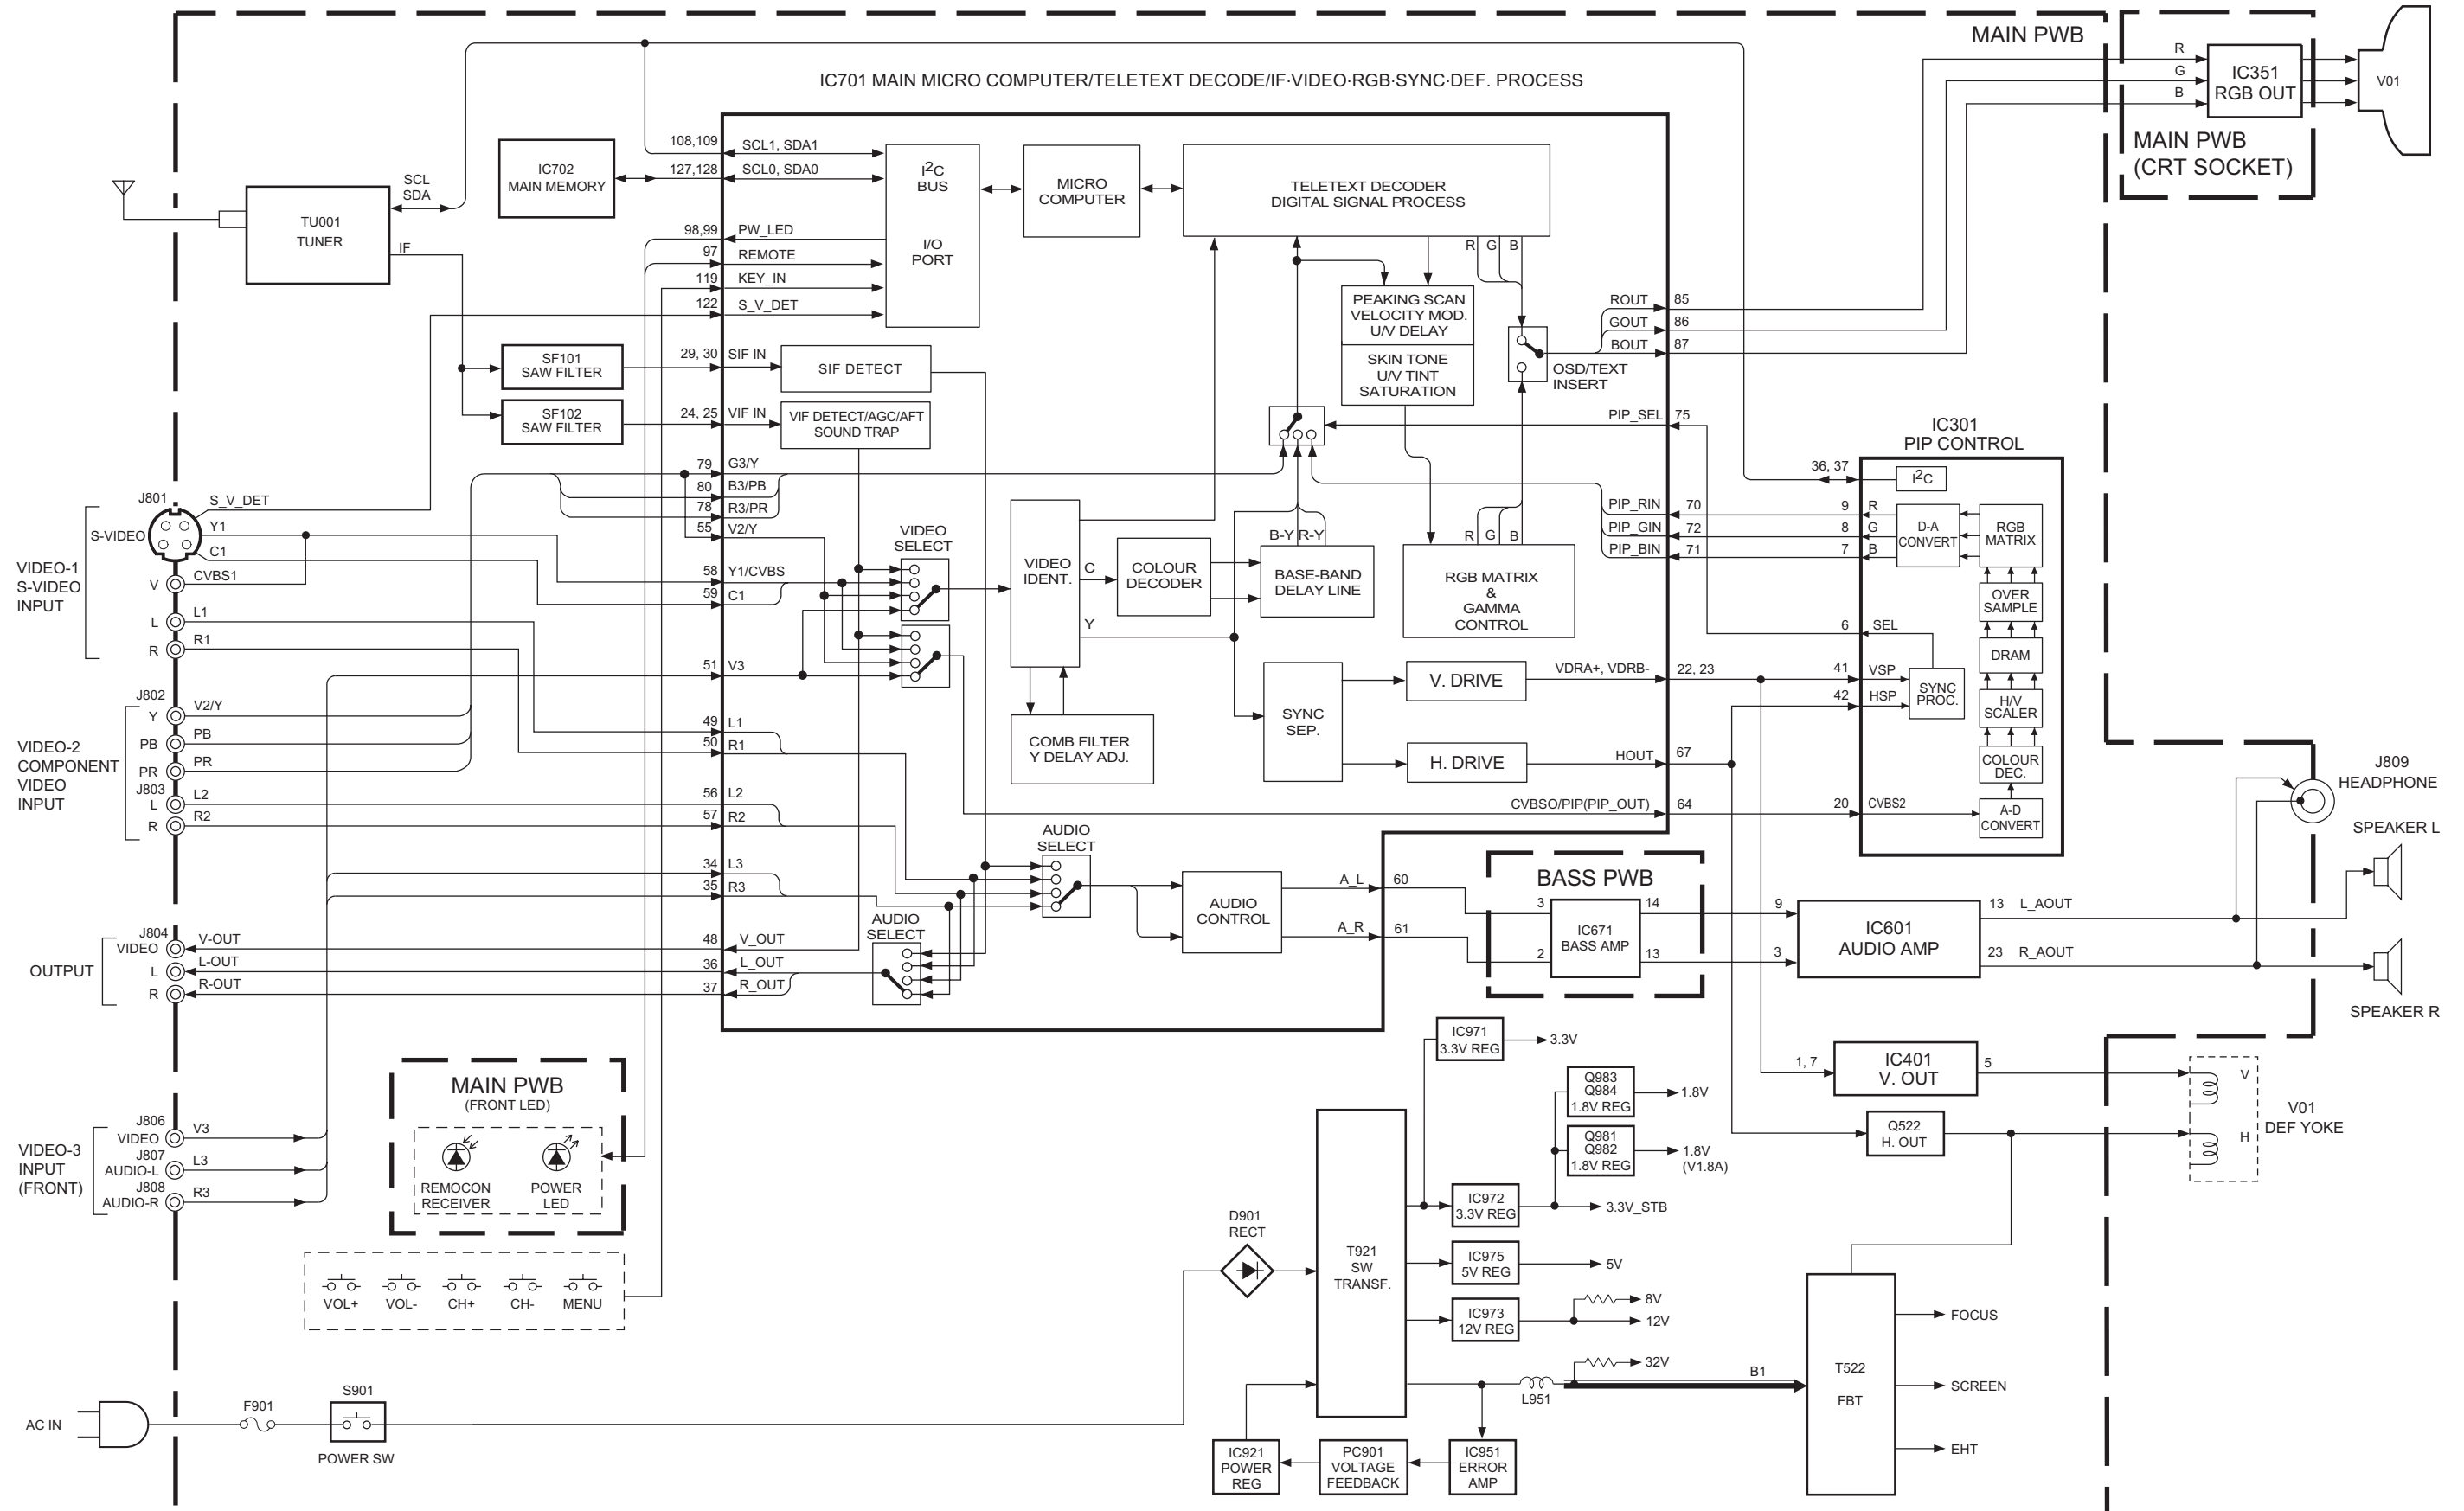 MAIN PWB
R
G
B
IC351
RGB OUT
V01
MAIN PWB
(CRT SOCKET)
IC701 MAIN MICRO COMPUTER/TELETEXT DECODE/IF·VIDEO·RGB·SYNC·DEF. PROCESS
TU001
TUNER
SCL
SDA
IF
IC702
MAIN MEMORY
108,109
SCL1, SDA1
127,128
SCL0, SDA0
98,99
PW_LED
97
REMOTE
119
KEY_IN
122
S_V_DET
I2C
BUS
I/O
PORT
MICRO
COMPUTER
TELETEXT DECODER
DIGITAL SIGNAL PROCESS
R G B
PEAKING SCAN
VELOCITY MOD.
U/V DELAY
SKIN TONE
U/V TINT
SATURATION
OSD/TEXT
INSERT
ROUT
85
GOUT
86
BOUT
87
SF101
SAW FILTER
29, 30
SIF IN
SIF DETECT
SF102
SAW FILTER
24, 25
VIF IN
VIF DETECT/AGC/AFT
SOUND TRAP
PIP_SEL
75
IC301
PIP CONTROL
36, 37
I2C
79
G3/Y
80
B3/PB
78
R3/PR
55
V2/Y
58
Y1/CVBS
59
C1
VIDEO
SELECT
VIDEO
IDENT.
C
Y
COLOUR
DECODER
B-Y R-Y
BASE-BAND
DELAY LINE
R G B
RGB MATRIX
&
GAMMA
CONTROL
PIP_RIN
70
PIP_GIN
72
PIP_BIN
71
9
R
8
G
7
B
D-A
CONVERT
RGB
MATRIX
OVER
SAMPLE
DRAM
H/V
SCALER
COLOUR
DEC.
A-D
CONVERT
6
SEL
41
VSP
42
HSP
SYNC
PROC.
20
CVBS2
J801
S_V_DET
Y1
C1
S-VIDEO
V
CVBS1
L
L1
R
R1
VIDEO-1
S-VIDEO
INPUT
J802
Y
V2/Y
PB
PB
PR
PR
J803
L
L2
R
R2
VIDEO-2
COMPONENT
VIDEO
INPUT
51
V3
49
L1
50
R1
56
L2
57
R2
34
L3
35
R3
COMB FILTER
Y DELAY ADJ.
SYNC
SEP.
V. DRIVE
VDRA+, VDRB-
22, 23
H. DRIVE
HOUT
67
CVBSO/PIP(PIP_OUT)
64
AUDIO
SELECT
AUDIO
CONTROL
A_L
60
A_R
61
BASS PWB
3
2
IC671
BASS AMP
14
13
9
3
IC601
AUDIO AMP
13
L_AOUT
23
R_AOUT
J809
HEADPHONE
SPEAKER L
SPEAKER R
OUTPUT
J804
VIDEO
V-OUT
L
L-OUT
R
R-OUT
48
V_OUT
36
L_OUT
37
R_OUT
AUDIO
SELECT
VIDEO-3
INPUT
(FRONT)
J806
VIDEO
V3
J807
AUDIO-L
L3
J808
AUDIO-R
R3
MAIN PWB
(FRONT LED)
REMOCON
RECEIVER
POWER
LED
VOL+
VOL-
CH+
CH-
MENU
IC971
3.3V REG
3.3V
Q983
Q984
1.8V REG
1.8V
Q981
Q982
1.8V REG
1.8V
(V1.8A)
IC972
3.3V REG
3.3V_STB
IC975
5V REG
5V
IC973
12V REG
8V
12V
32V
L951
B1
1, 7
IC401
V. OUT
5
Q522
H. OUT
V
H
V01
DEF YOKE
D901
RECT
T921
SW
TRANSF.
T522
FBT
FOCUS
SCREEN
EHT
IC921
POWER
REG
PC901
VOLTAGE
FEEDBACK
IC951
ERROR
AMP
AC IN
F901
S901
POWER SW